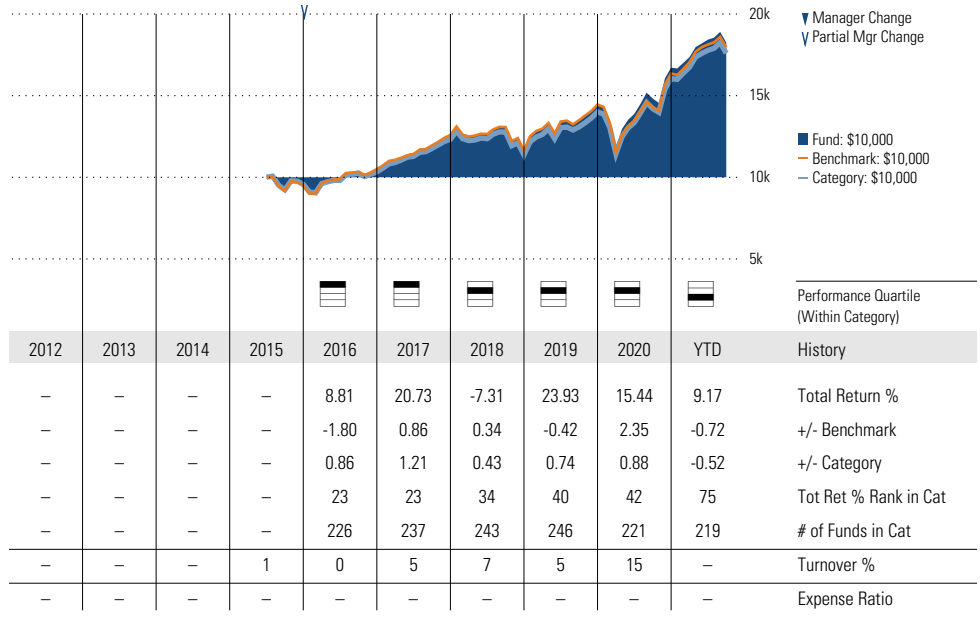 20k
▼ Manager Change
V Partial Mgr Change
15k
Fund: $10,000
Benchmark: $10,000
Category: $10,000
10k
5k
Performance Quartile
(Within Category)
2012 2013 2014 2015 2016 2017 2018 2019 2020 YTD History
– – – – 8.81 20.73 -7.31 23.93 15.44 9.17 Total Return %
– – – – -1.80 0.86 0.34 -0.42 2.35 -0.72 +/- Benchmark
– – – – 0.86 1.21 0.43 0.74 0.88 -0.52 +/- Category
– – – – 23 23 34 40 42 75 Tot Ret % Rank in Cat
– – – – 226 237 243 246 221 219 # of Funds in Cat
– – – 1 0 5 7 5 15 – Turnover %
– – – – – – – – – – Expense Ratio